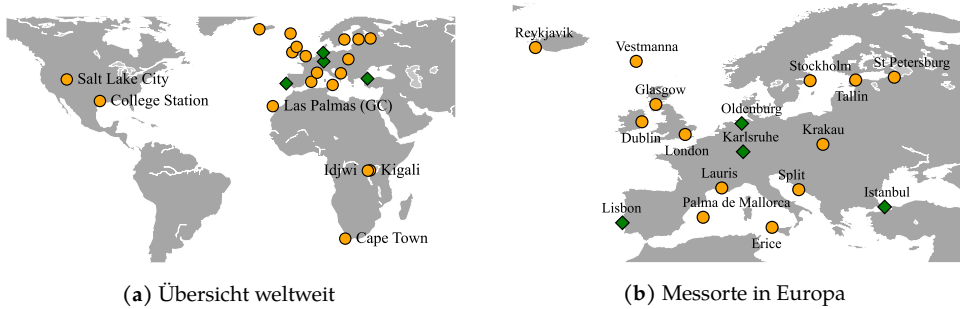 Salt Lake City
College Station
Las Palmas (GC)
Idjwi
Kigali
Cape Town
(a) Übersicht weltweit
Reykjavik
Vestmanna
Stockholm
St Petersburg
Tallin
Glasgow
Oldenburg
Dublin
Karlsruhe
London
Krakau
Lauris
Split
Istanbul
Lisbon
Palma de Mallorca
Erice
(b) Messorte in Europa